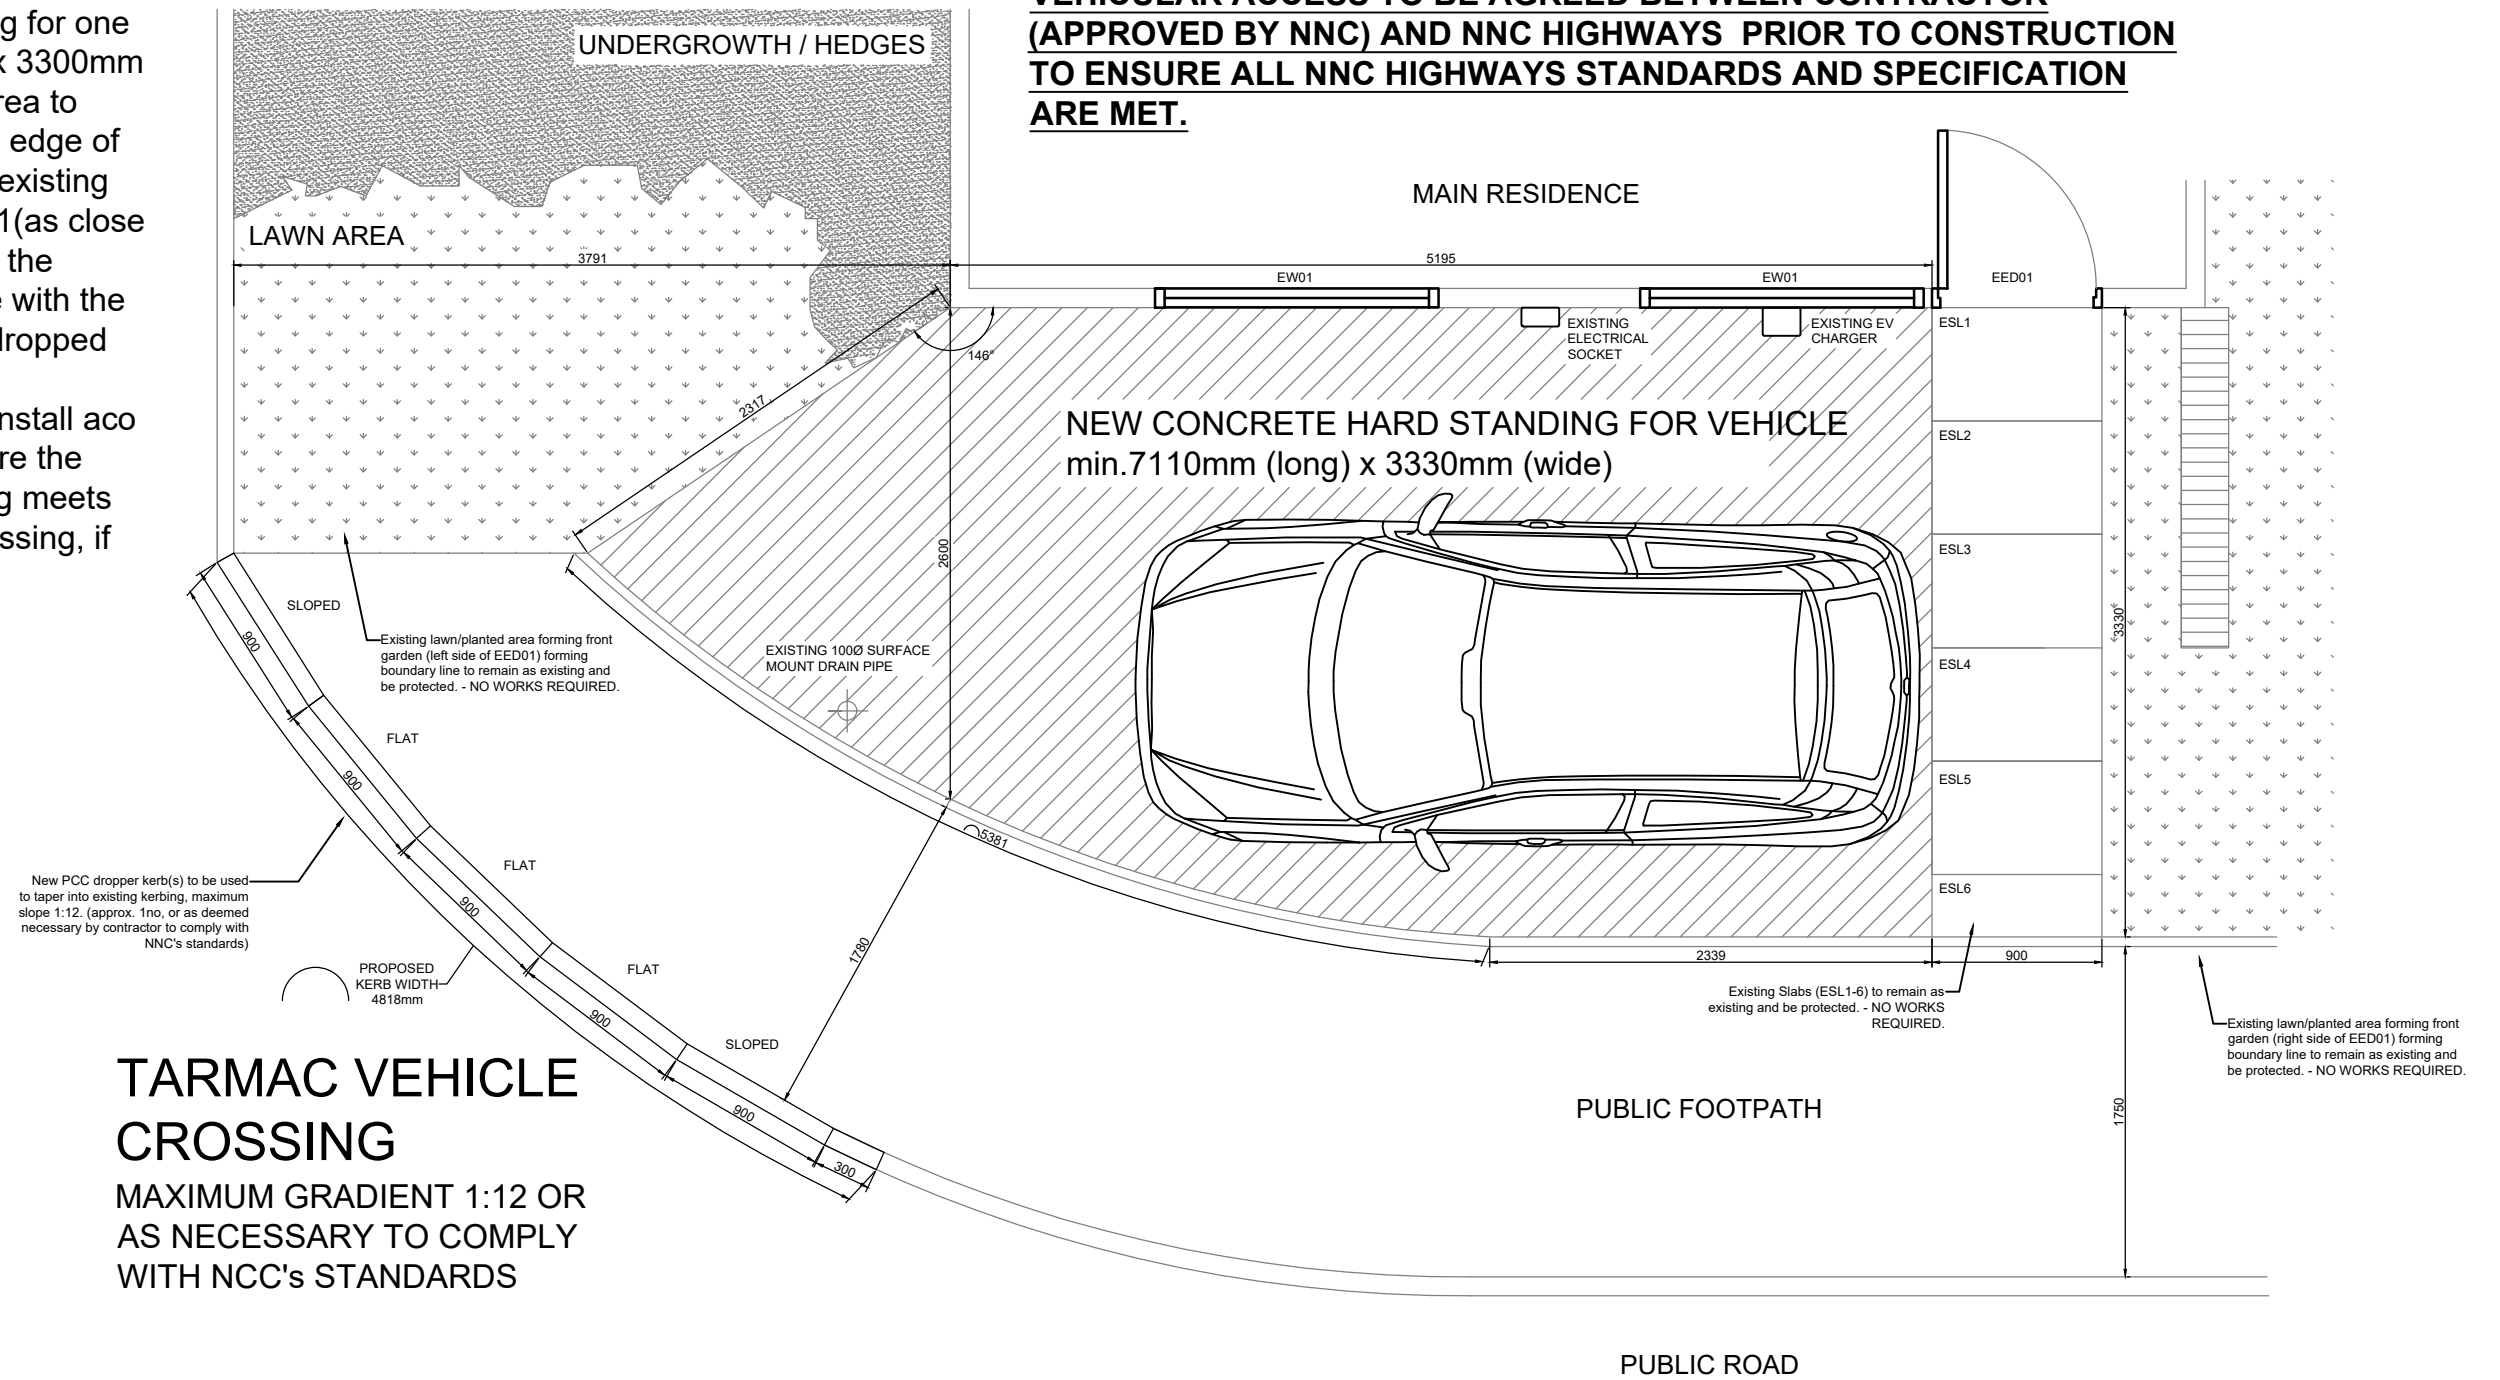 g for one
x 3300mm
rea to
edge of
existing
1(as close
the
e with the
dropped
nstall aco
re the
g meets
ssing, if
VEHICULAR ACCESS TO BE AGREED BETWEEN CONTRACTOR
(APPROVED BY NNC) AND NNC HIGHWAYS PRIOR TO CONSTRUCTION
TO ENSURE ALL NNC HIGHWAYS STANDARDS AND SPECIFICATION
ARE MET.
UNDERGROWTH / HEDGES
MAIN RESIDENCE
LAWN AREA
3791
5195
EW01
EW01
EED01
EXISTING
ELECTRICAL
SOCKET
EXISTING EV
CHARGER
ESL1
146°
2317
NEW CONCRETE HARD STANDING FOR VEHICLE
min.7110mm (long) x 3330mm (wide)
ESL2
ESL3
2600
3330
ESL4
ESL5
ESL6
SLOPED
900
Existing lawn/planted area forming front
garden (left side of EED01) forming
boundary line to remain as existing and
be protected. - NO WORKS REQUIRED.
EXISTING 100Ø SURFACE
MOUNT DRAIN PIPE
FLAT
900
5381
FLAT
900
New PCC dropper kerb(s) to be used
to taper into existing kerbing, maximum
slope 1:12. (approx. 1no, or as deemed
necessary by contractor to comply with
NNC's standards)
1780
2339
900
PROPOSED
KERB WIDTH
4818mm
FLAT
900
Existing Slabs (ESL1-6) to remain as
existing and be protected. - NO WORKS
REQUIRED.
Existing lawn/planted area forming front
garden (right side of EED01) forming
boundary line to remain as existing and
be protected. - NO WORKS REQUIRED.
SLOPED
900
300
1750
TARMAC VEHICLE
CROSSING
MAXIMUM GRADIENT 1:12 OR
AS NECESSARY TO COMPLY
WITH NCC's STANDARDS
PUBLIC FOOTPATH
PUBLIC ROAD